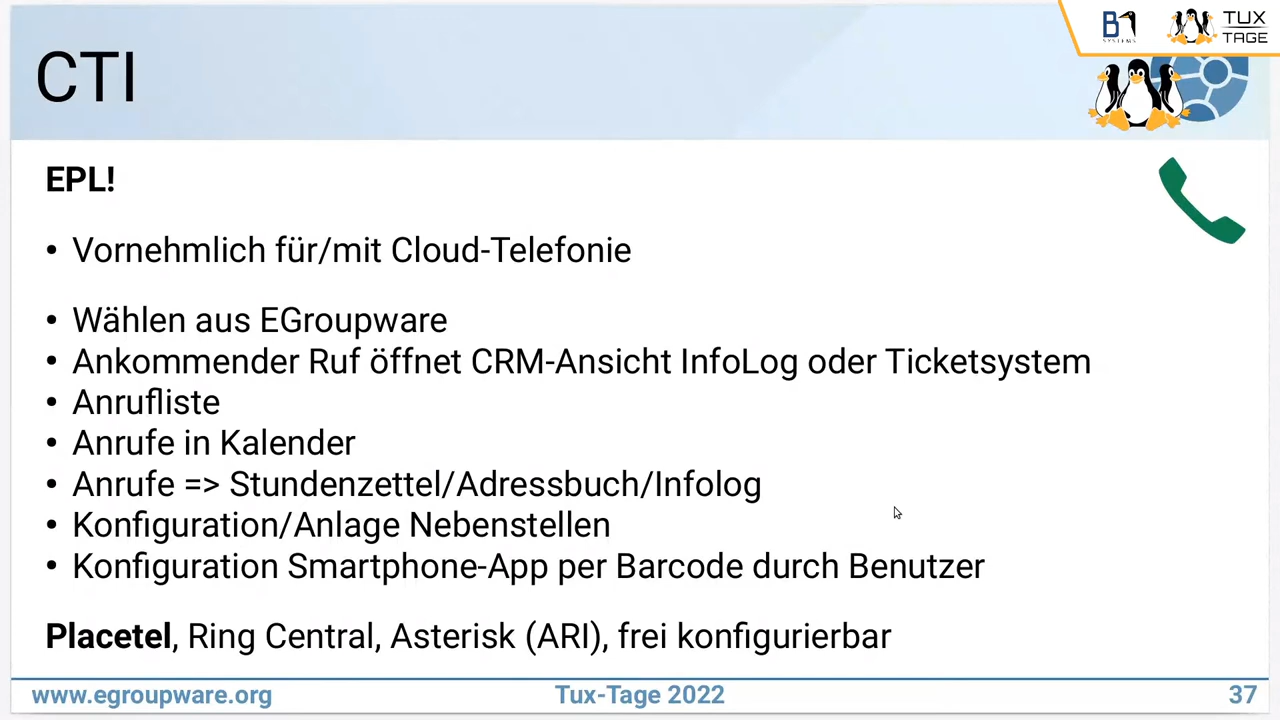 B1
SYSTEMS
TUX
TAGE
CTI
EPL!
• Vornehmlich für/mit Cloud-Telefonie
• Wählen aus EGroupware
• Ankommender Ruf öffnet CRM-Ansicht InfoLog oder Ticketsystem
• Anrufliste
• Anrufe in Kalender
• Anrufe => Stundenzettel/Adressbuch/Infolog
• Konfiguration/Anlage Nebenstellen
• Konfiguration Smartphone-App per Barcode durch Benutzer
Placetel, Ring Central, Asterisk (ARI), frei konfigurierbar
www.egroupware.org
Tux-Tage 2022
37